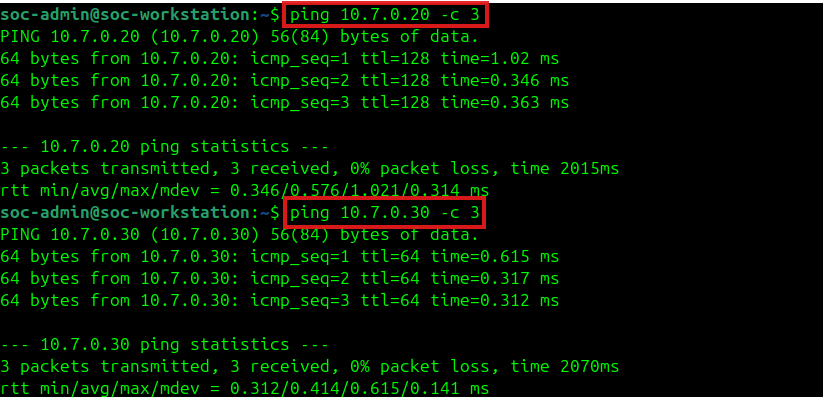 soc-admin@soc-workstation:~$ ping 10.7.0.20 -c 3
PING 10.7.0.20 (10.7.0.20) 56(84) bytes of data.
64 bytes from 10.7.0.20: icmp_seq=1 ttl=128 time=1.02 ms
64 bytes from 10.7.0.20: icmp_seq=2 ttl=128 time=0.346 ms
64 bytes from 10.7.0.20: icmp_seq=3 ttl=128 time=0.363 ms
--- 10.7.0.20 ping statistics ---
3 packets transmitted, 3 received, 0% packet loss, time 2015ms
rtt min/avg/max/mdev = 0.346/0.576/1.021/0.314 ms
soc-admin@soc-workstation:~$ ping 10.7.0.30 -c 3
PING 10.7.0.30 (10.7.0.30) 56(84) bytes of data.
64 bytes from 10.7.0.30: icmp_seq=1 ttl=64 time=0.615 ms
64 bytes from 10.7.0.30: icmp_seq=2 ttl=64 time=0.317 ms
64 bytes from 10.7.0.30: icmp_seq=3 ttl=64 time=0.312 ms
--- 10.7.0.30 ping statistics ---
3 packets transmitted, 3 received, 0% packet loss, time 2070ms
rtt min/avg/max/mdev = 0.312/0.414/0.615/0.141 ms